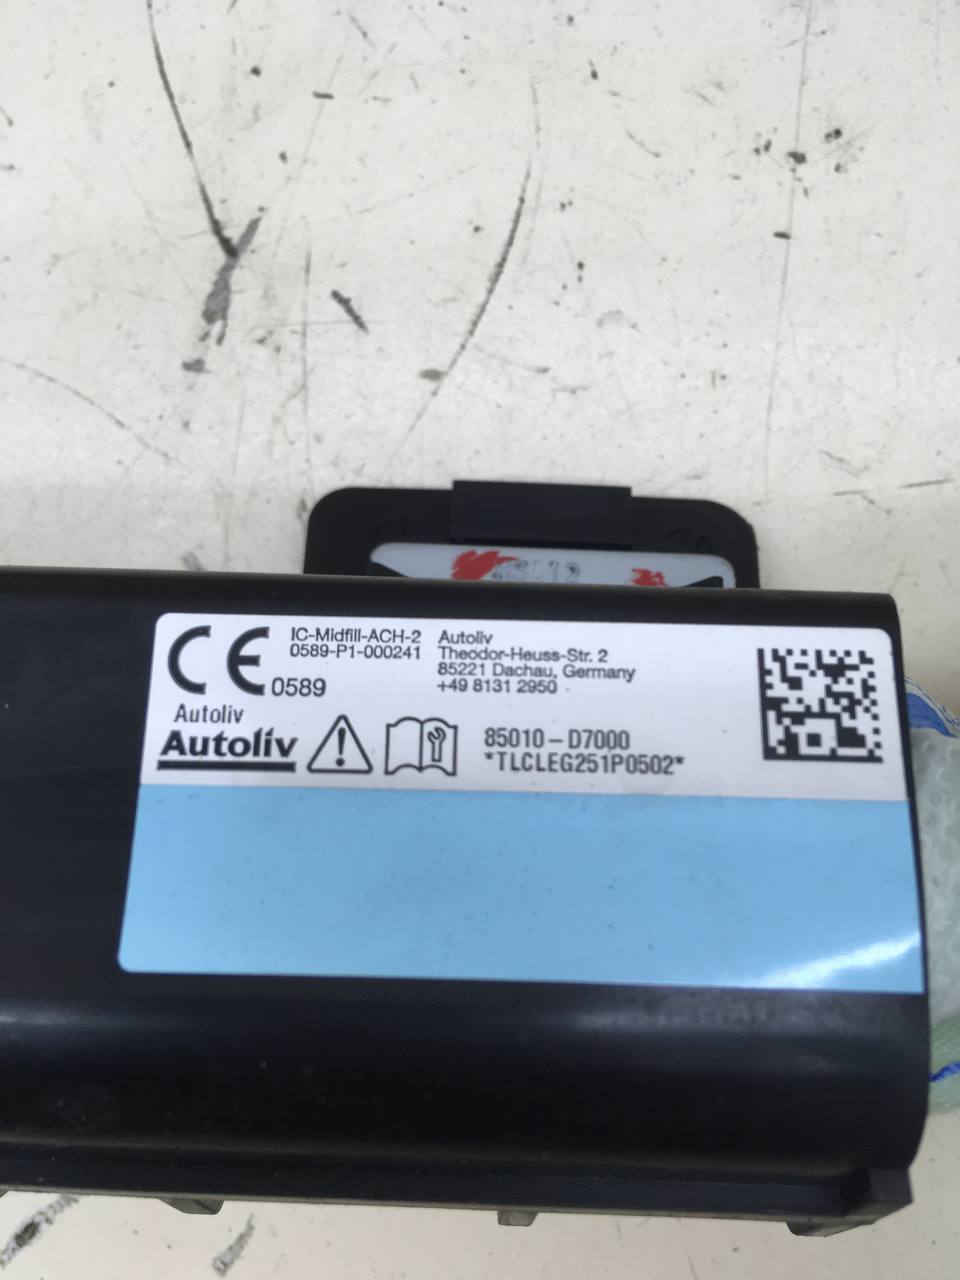 CE 0589
IC-Midfill-ACH-2
0589-P1-000241
Autoliv
Theodor-Heuss-Str. 2
85221 Dachau, Germany
+49 8131 2950
Autoliv
Autoliv
85010-D7000
*TLCLEG251P0502*